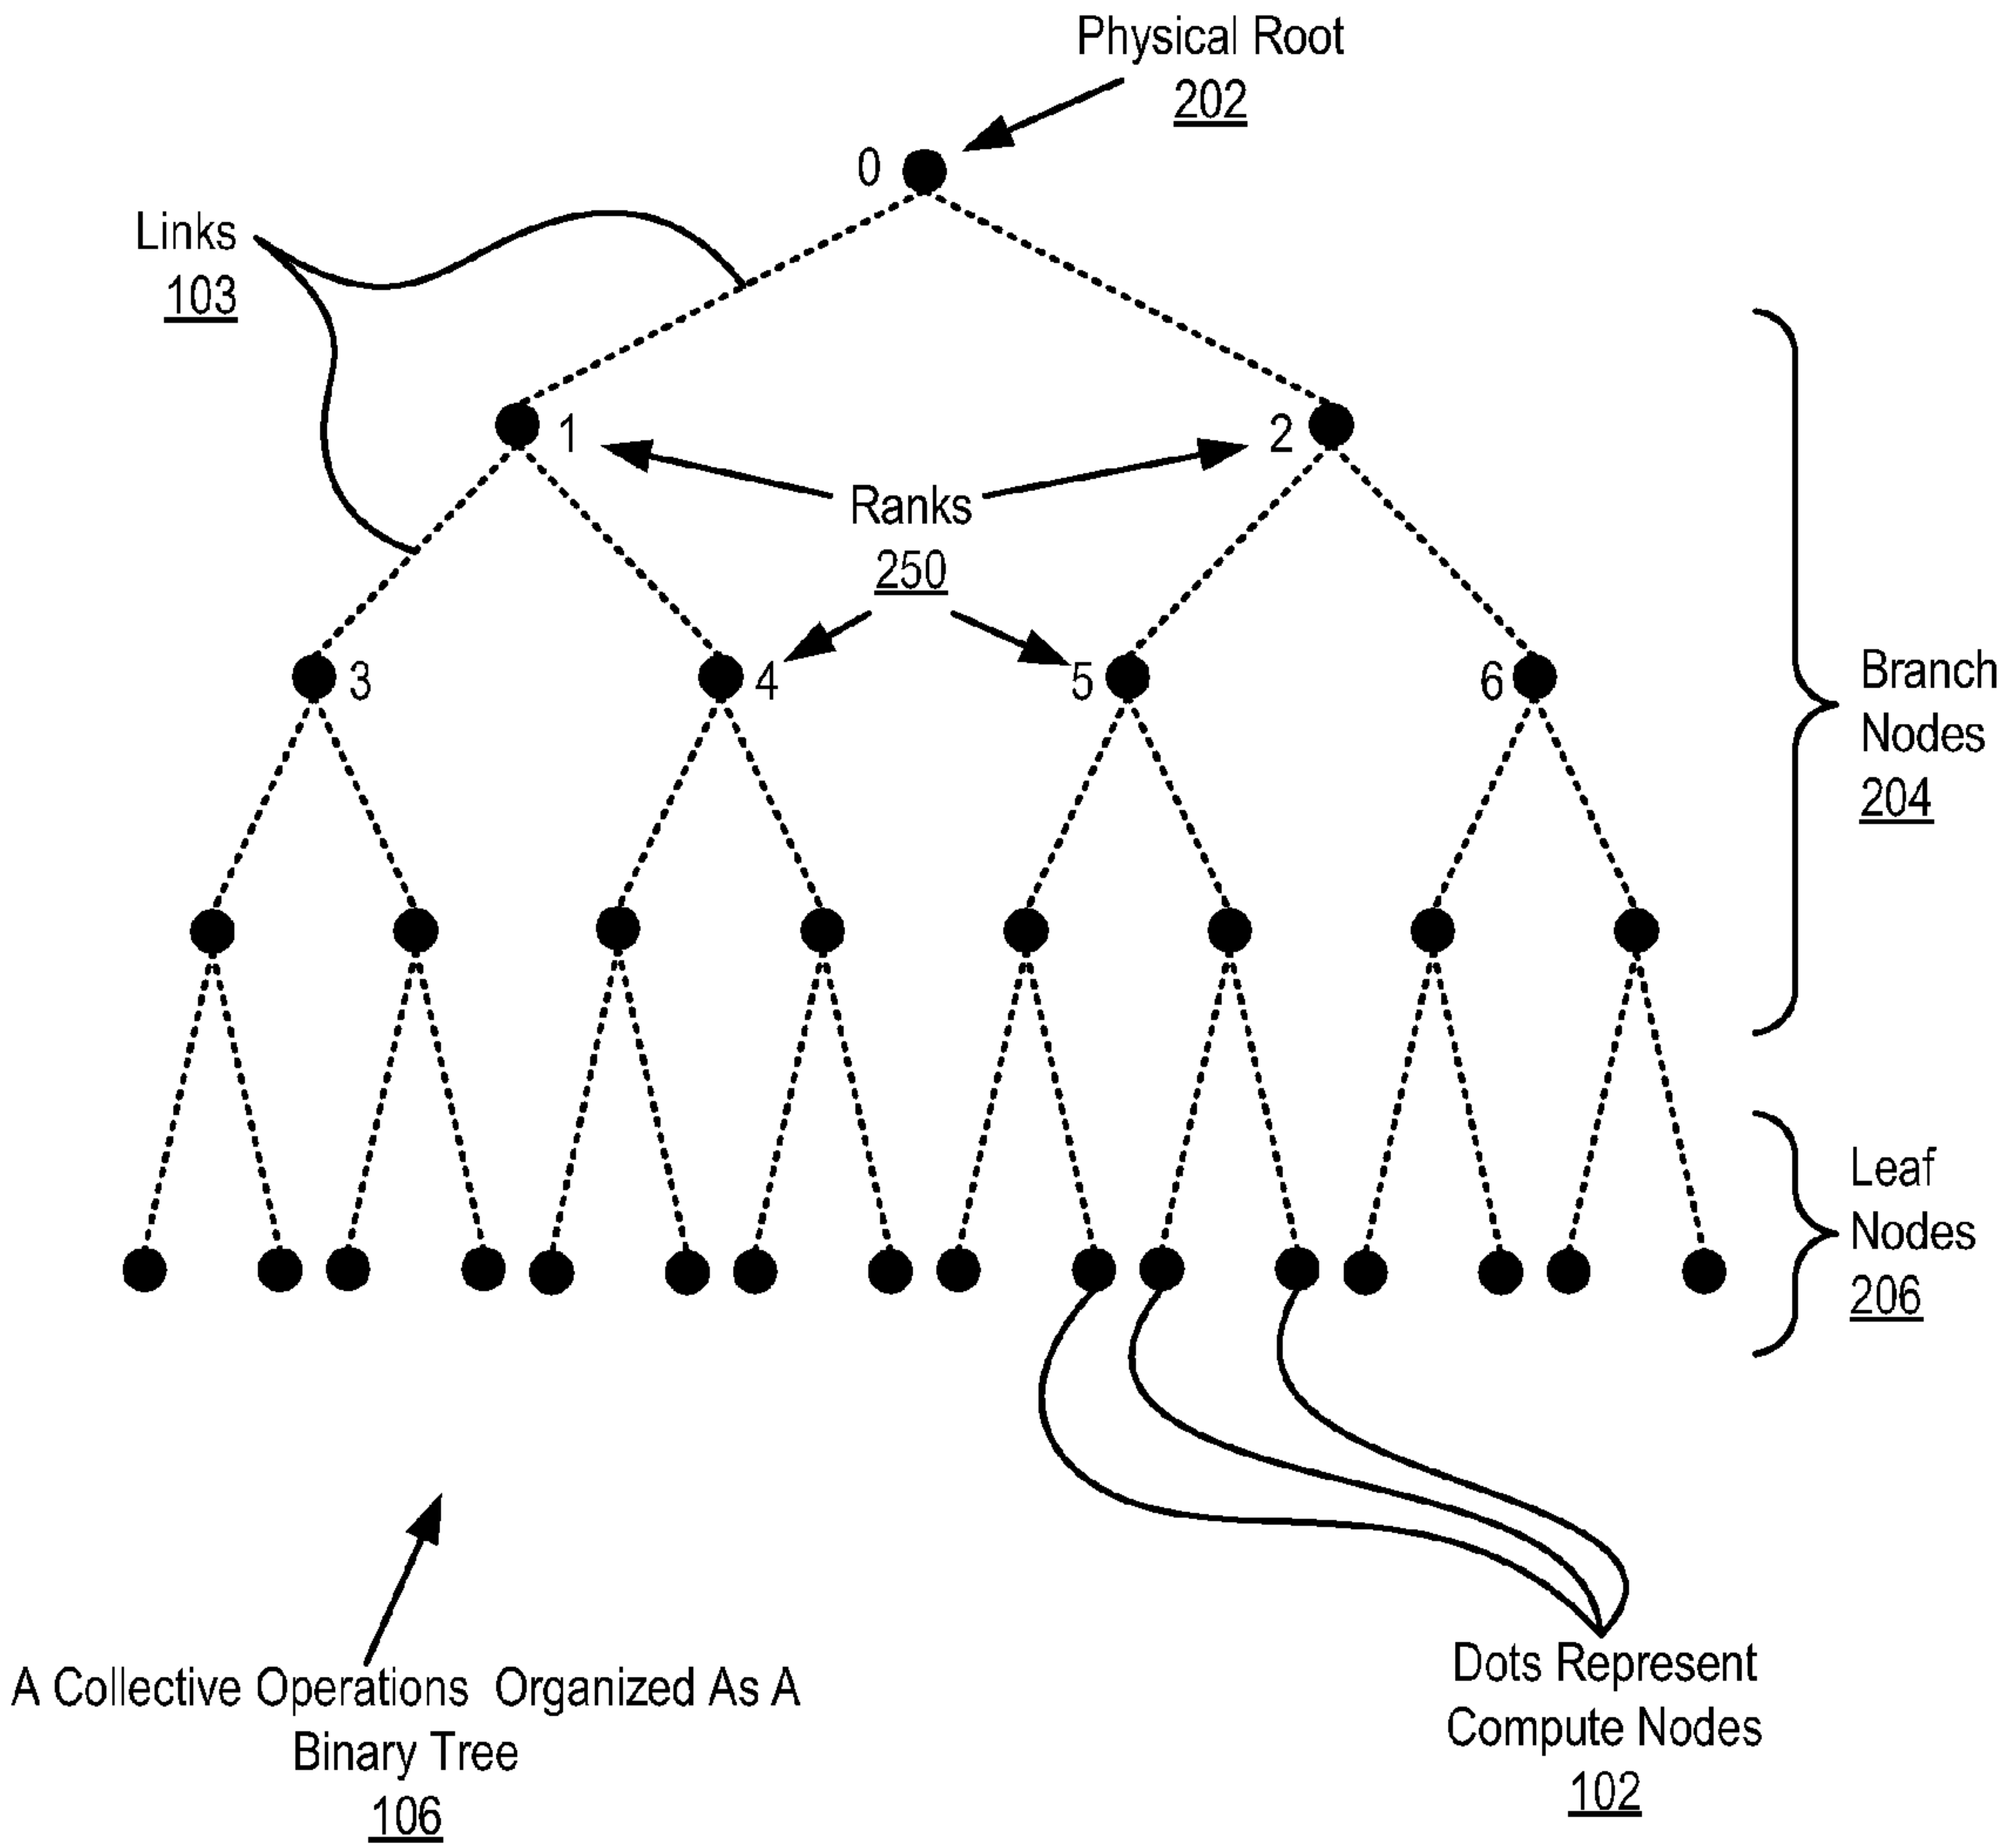 Physical Root
202
0
Links
103
1
2
Ranks
250
3
4
5
6
Branch
Nodes
204
Leaf
Nodes
206
A Collective Operations Organized As A
Binary Tree
106
Dots Represent
Compute Nodes
102